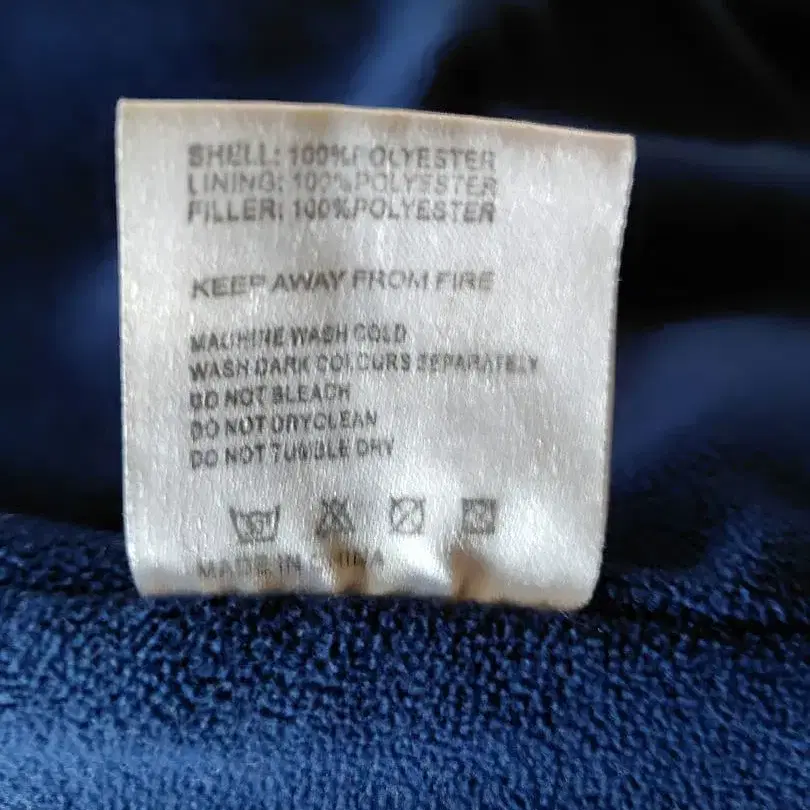 SHELL: 100%POLYESTER
LINING: 100%POLYESTER
FILLER: 100%POLYESTER
KEEP AWAY FROM FIRE
MACHINE WASH COLD
WASH DARK COLOURS SEPARATELY
DO NOT BLEACH
DO NOT DRYCLEAN
DO NOT TUMBLE DRY
MADE IN CHINA